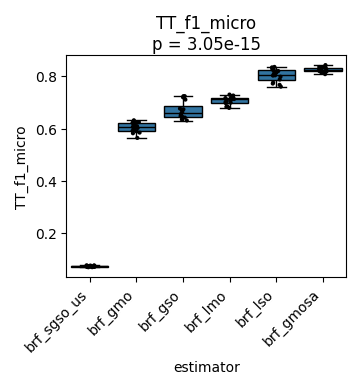 TT_f1_micro
p = 3.05e-15
TT_f1_micro
0.8
0.6
0.4
0.2
brf_sgso_us
brf_gmo
brf_gso
brf_lmo
brf_lso
brf_gmosa
estimator